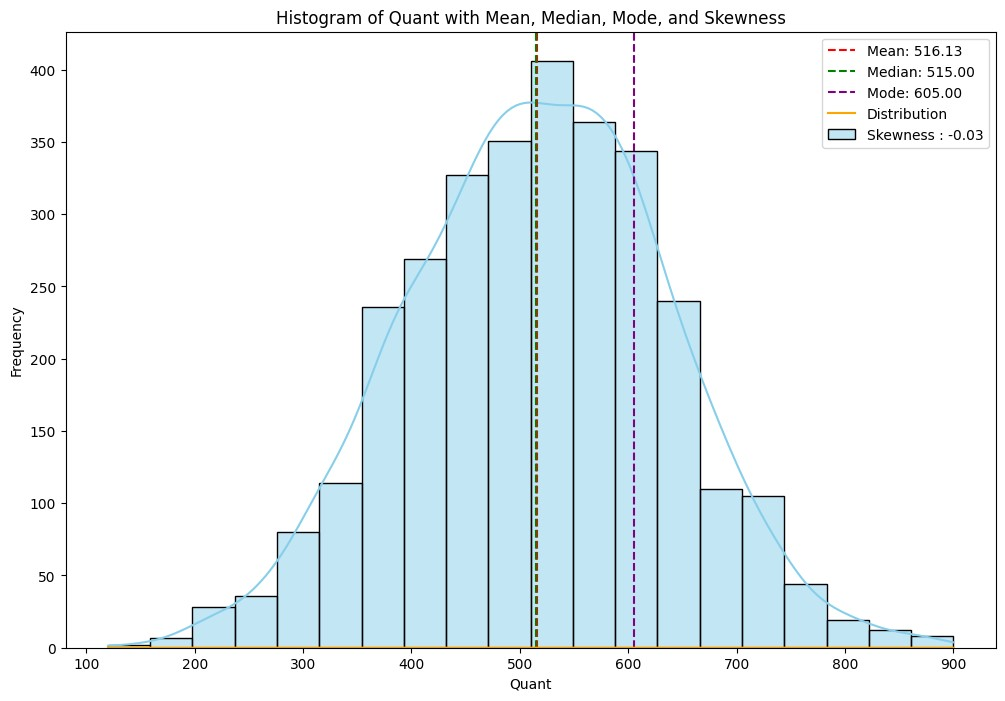 Histogram of Quant with Mean, Median, Mode, and Skewness
Mean: 516.13
Median: 515.00
Mode: 605.00
Distribution
Skewness : -0.03
400
350
300
250
200
150
100
50
0
Frequency
100 200 300 400 500 600 700 800 900
Quant